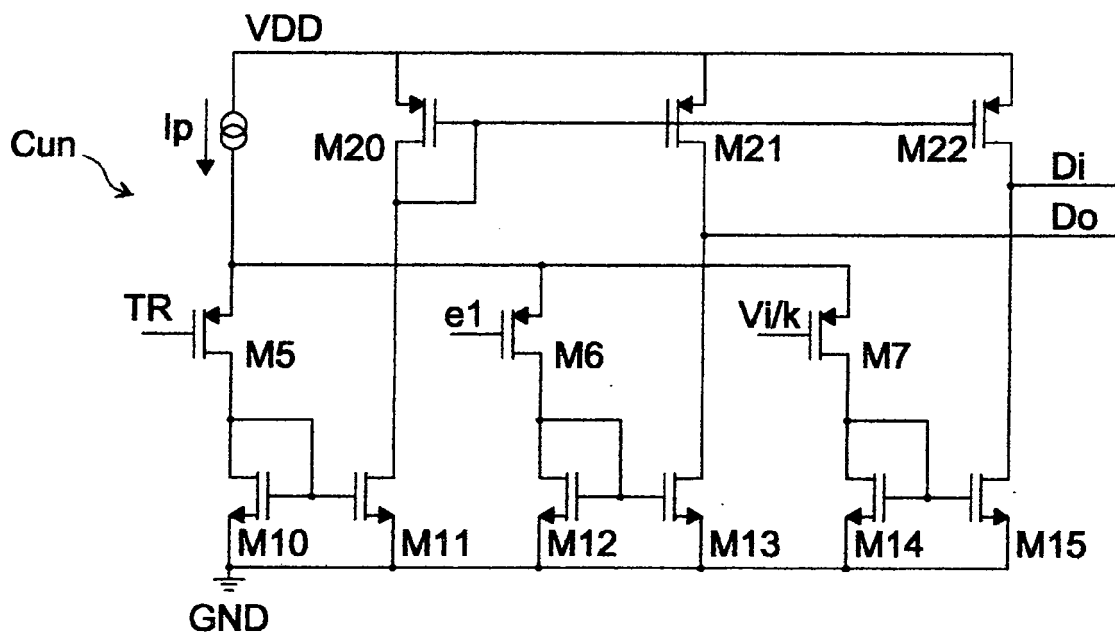 VDD
Ip
Cun
M20
M21
M22
Di
Do
TR
e1
Vi/k
M5
M6
M7
M10
M11
M12
M13
M14
M15
GND